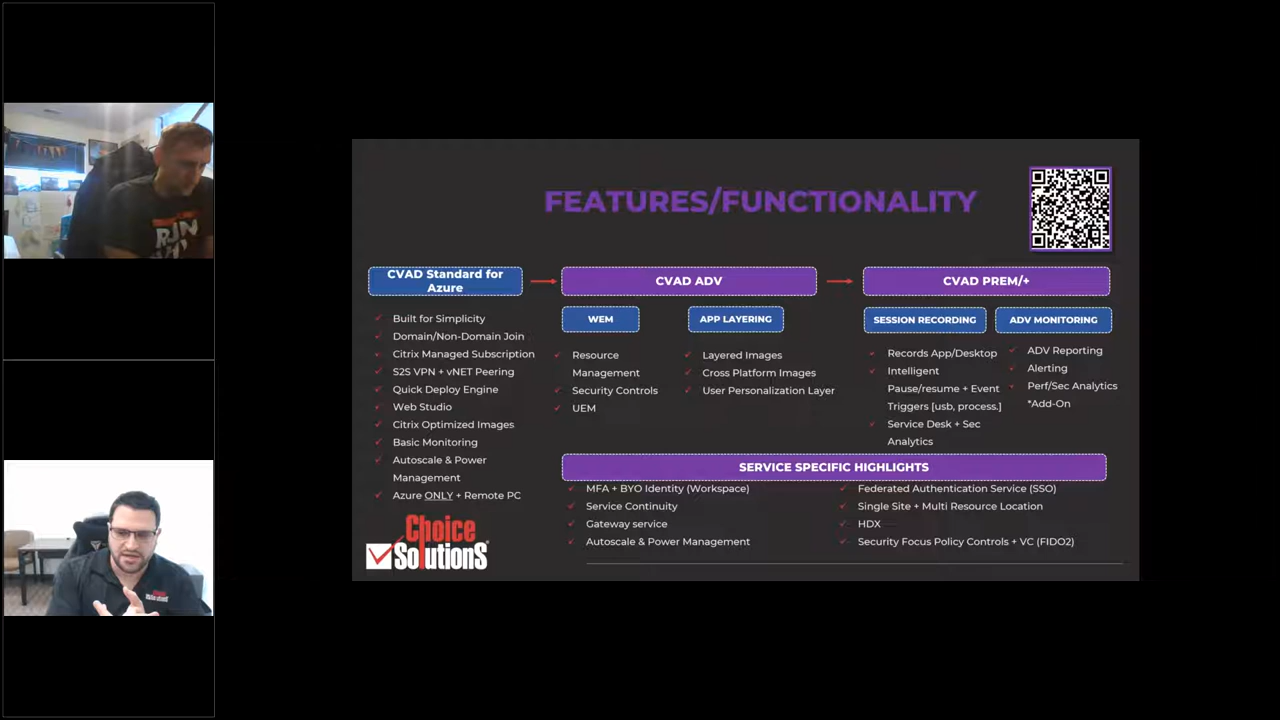 FEATURES/FUNCTIONALITY
CVAD Standard for
Azure
Built for Simplicity
Domain/Non-Domain Join
Citrix Managed Subscription
S2S VPN + vNET Peering
Quick Deploy Engine
Web Studio
Citrix Optimized Images
Basic Monitoring
Autoscale & Power
Management
Azure ONLY + Remote PC
CVAD ADV
WEM
Resource
Management
Security Controls
UEM
APP LAYERING
Layered Images
Cross Platform Images
User Personalization Layer
CVAD PREM/+
SESSION RECORDING
Records App/Desktop
Intelligent
Pause/resume + Event
Triggers [usb, process.]
Service Desk + Sec
Analytics
ADV MONITORING
ADV Reporting
Alerting
Perf/Sec Analytics
*Add-On
SERVICE SPECIFIC HIGHLIGHTS
MFA + BYO Identity (Workspace)
Service Continuity
Gateway service
Autoscale & Power Management
Federated Authentication Service (SSO)
Single Site + Multi Resource Location
HDX
Security Focus Policy Controls + VC (FIDO2)
Choice
Solutions
RUN